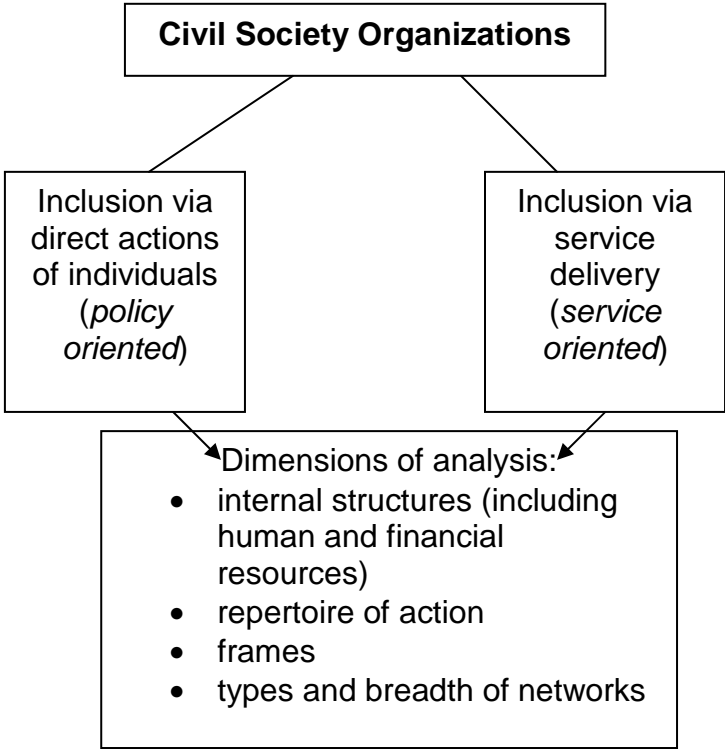 Civil Society Organizations
Inclusion via
direct actions
of individuals
(policy
oriented)
Inclusion via
service
delivery
(service
oriented)
Dimensions of analysis:
• internal structures (including
human and financial
resources)
• repertoire of action
• frames
• types and breadth of networks